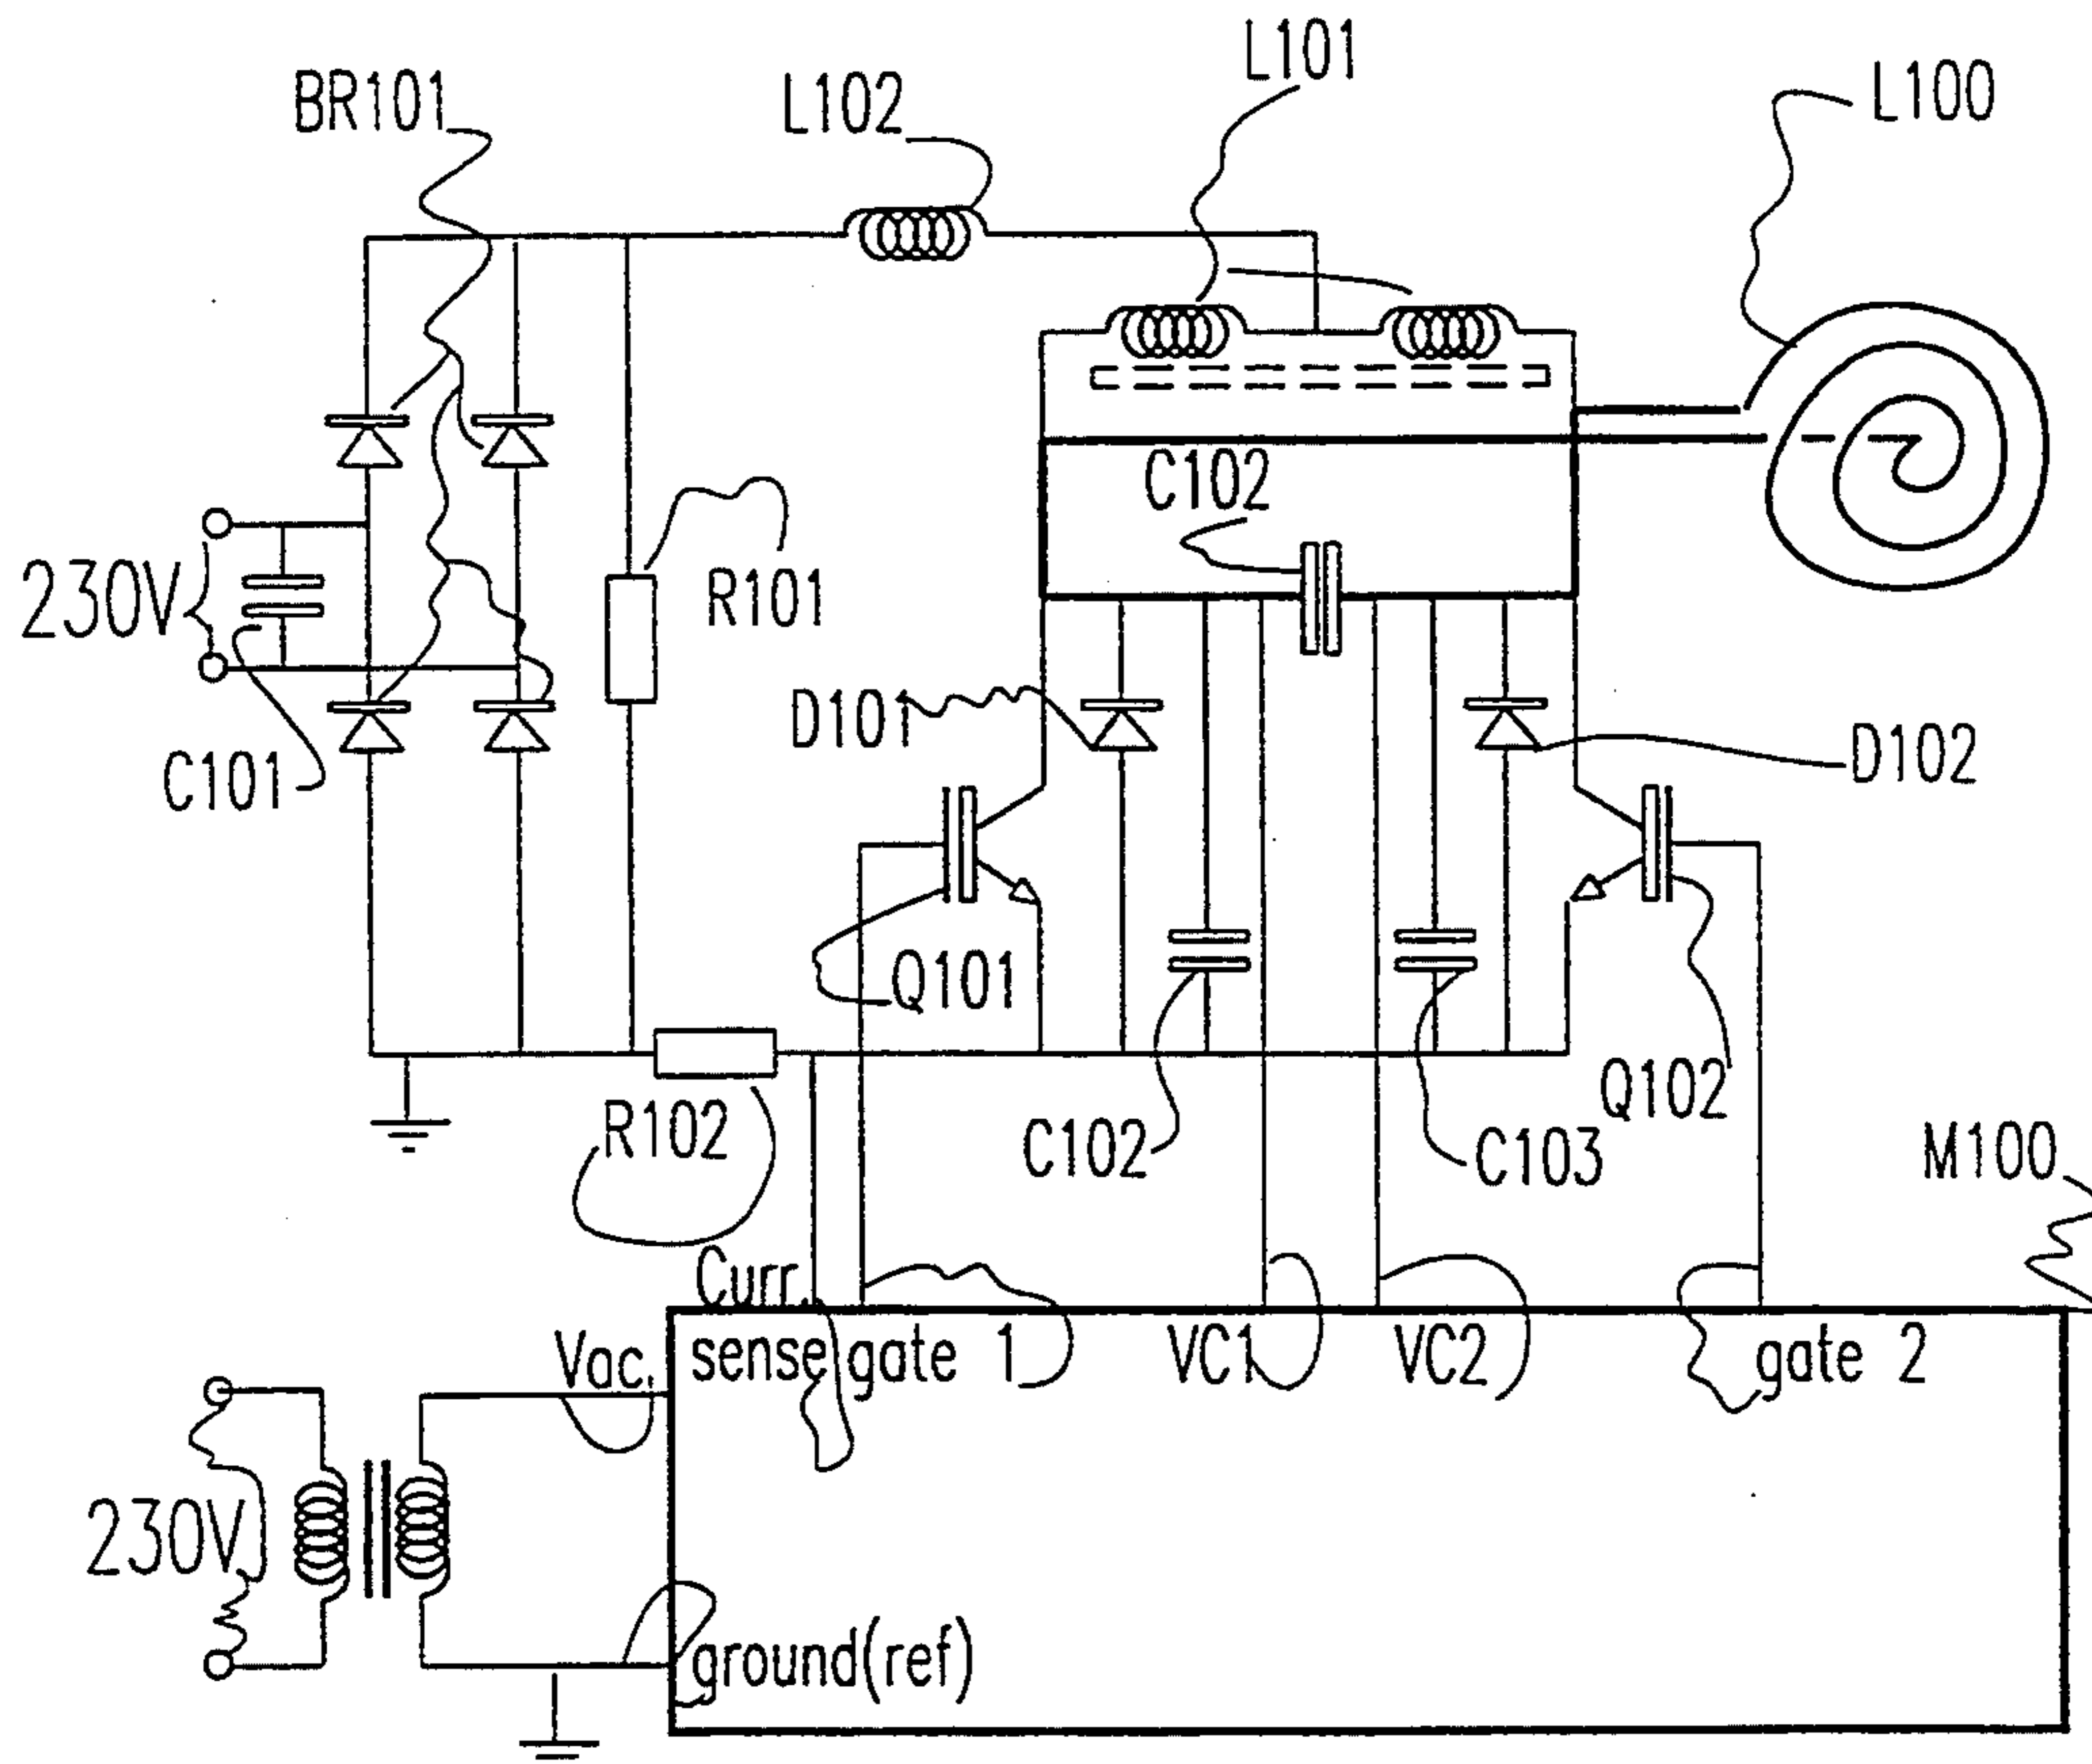 L101
BR101
L102
L100
C102
230V
R101
D101
C101
D102
Q101
Q102
R102
C102
C103
M100
Curr.
Vac.
sense
gate 1
VC1
VC2
gate 2
230V
ground(ref)